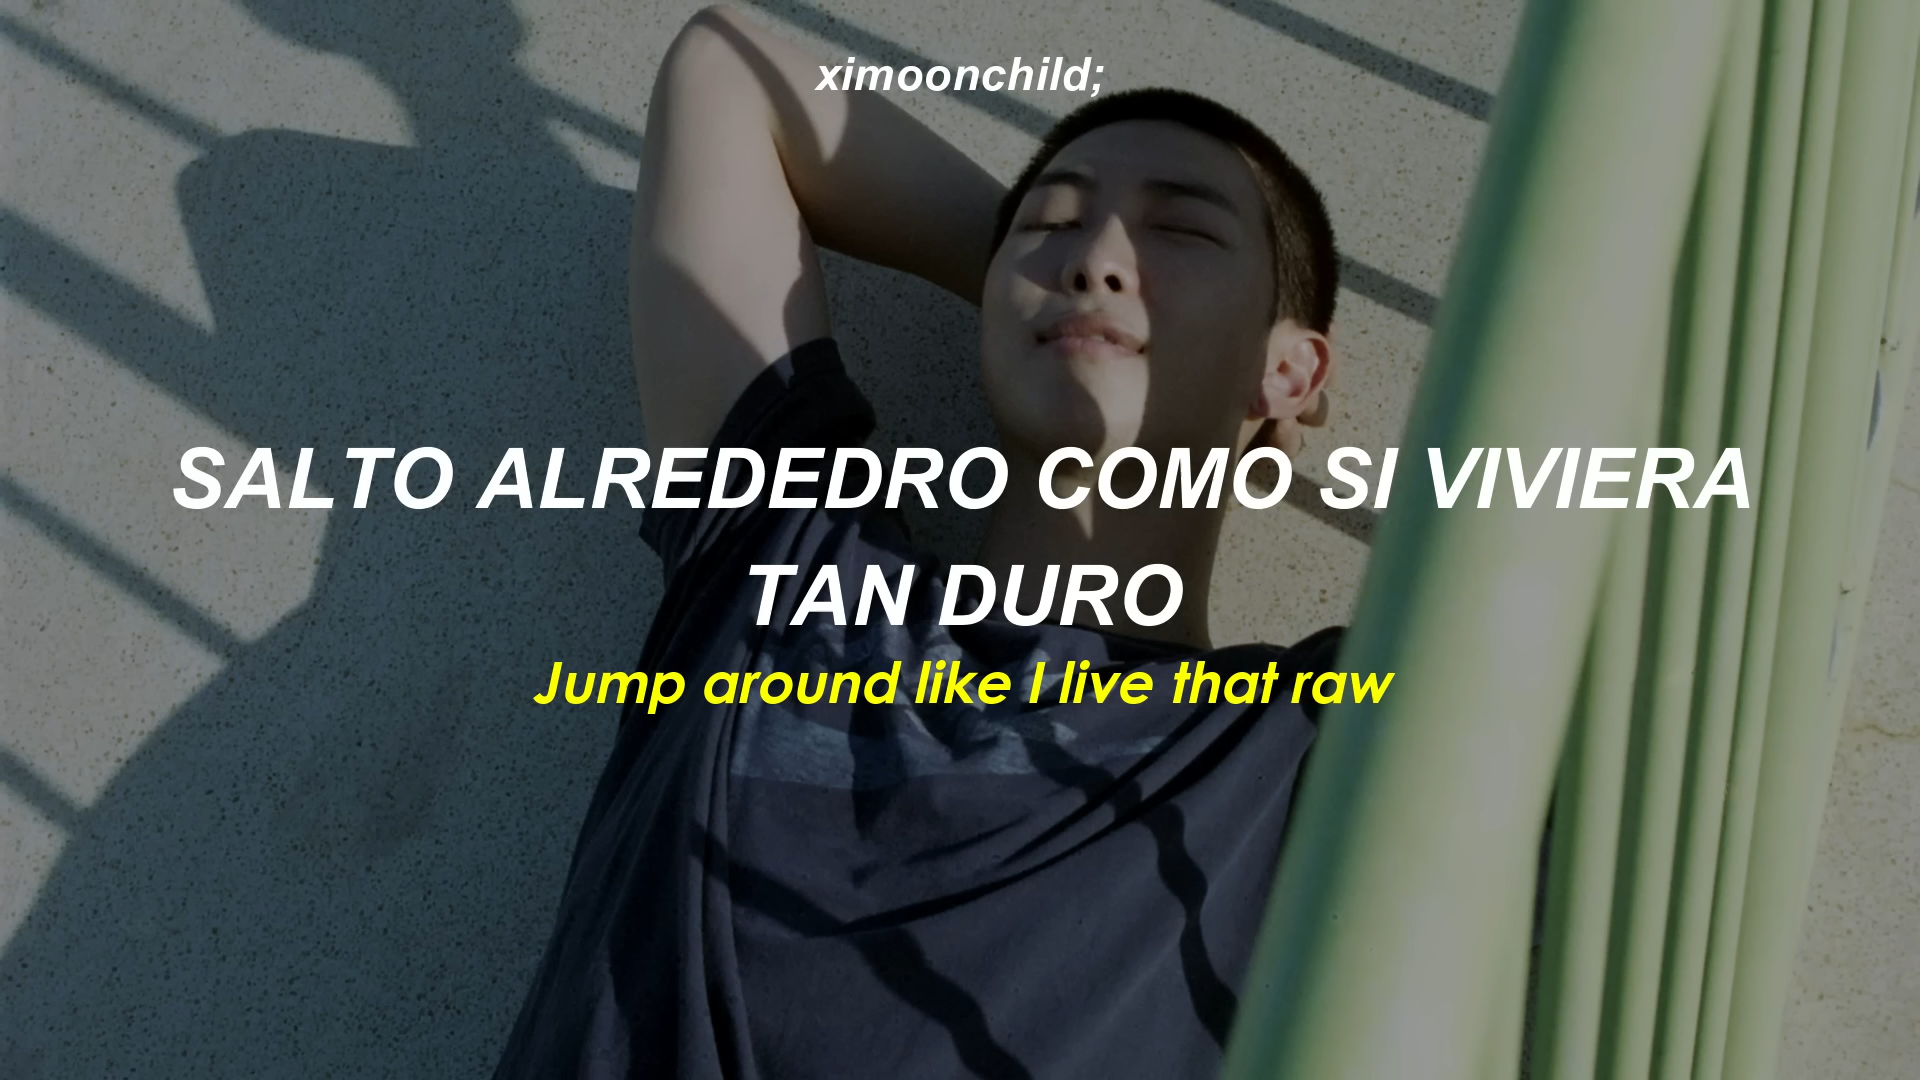 ximoonchild;
SALTO ALREDEDRO COMO SI VIVIERA
TAN DURO
Jump around like I live that raw